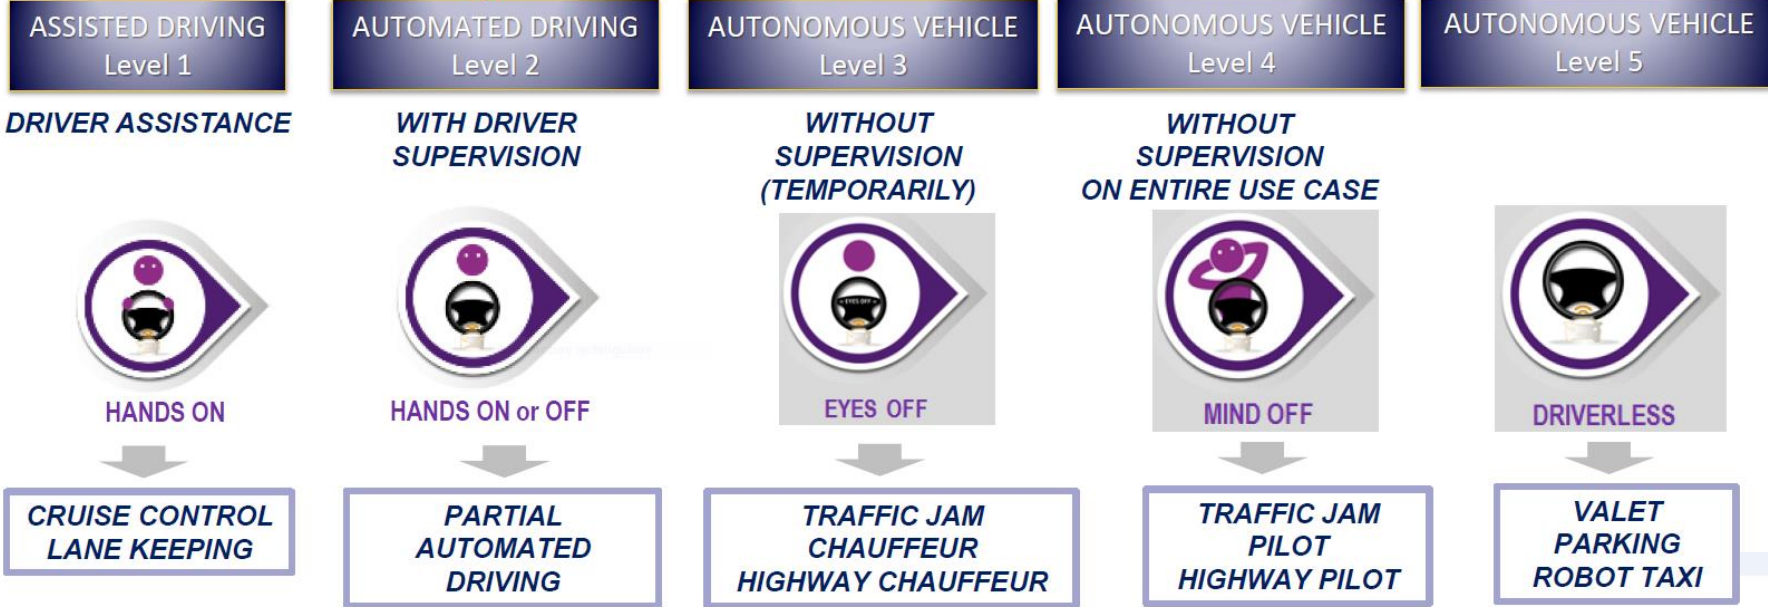 ASSISTED DRIVING
Level 1
AUTOMATED DRIVING
Level 2
AUTONOMOUS VEHICLE
Level 3
AUTONOMOUS VEHICLE
Level 4
AUTONOMOUS VEHICLE
Level 5
DRIVER ASSISTANCE
WITH DRIVER
SUPERVISION
WITHOUT
SUPERVISION
(TEMPORARILY)
WITHOUT
SUPERVISION
ON ENTIRE USE CASE
EYES OFF
HANDS ON
HANDS ON or OFF
EYES OFF
MIND OFF
DRIVERLESS
CRUISE CONTROL
LANE KEEPING
PARTIAL
AUTOMATED
DRIVING
TRAFFIC JAM
CHAUFFEUR
HIGHWAY CHAUFFEUR
TRAFFIC JAM
PILOT
HIGHWAY PILOT
VALET
PARKING
ROBOT TAXI